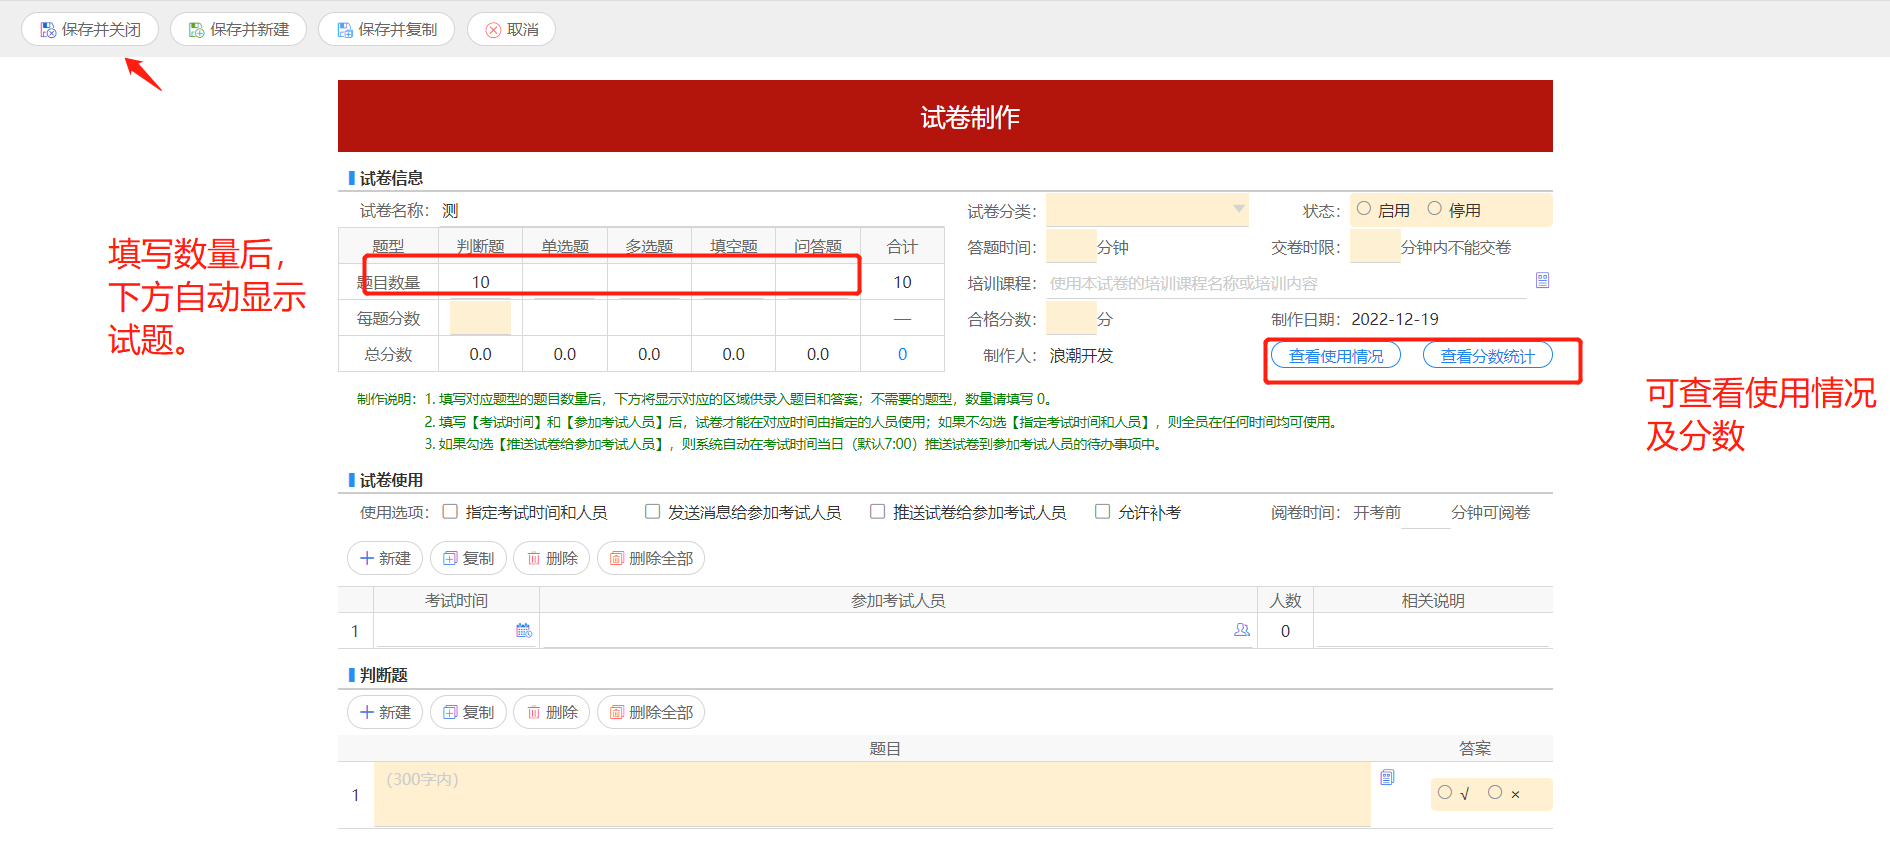 保存并关闭 保存并新建 保存并复制 取消
试卷制作
试卷信息
试卷名称： 测 试卷分类： 状态： 启用 停用
题型 判断题 单选题 多选题 填空题 问答题 合计 答题时间： 分钟 交卷时限： 分钟内不能交卷
题目数量 10 10 培训课程： 使用本试卷的培训课程名称或培训内容
每题分数 — 合格分数： 分 制作日期： 2022-12-19
总分数 0.0 0.0 0.0 0.0 0.0 0 制作人： 浪潮开发 查看使用情况 查看分数统计
填写数量后，
下方自动显示
试题。
可查看使用情况
及分数
制作说明：1. 填写对应题型的题目数量后，下方将显示对应的区域供录入题目和答案；不需要的题型，数量请填写 0。
2. 填写【考试时间】和【参加考试人员】后，试卷才能在对应时间由指定的人员使用；如果不勾选【指定考试时间和人员】，则全员在任何时间均可使用。
3. 如果勾选【推送试卷给参加考试人员】，则系统自动在考试时间当日（默认7:00）推送试卷到参加考试人员的待办事项中。
试卷使用
使用选项： 指定考试时间和人员 发送消息给参加考试人员 推送试卷给参加考试人员 允许补考 阅卷时间： 开考前 分钟可阅卷
新建 复制 删除 删除全部
考试时间 参加考试人员 人数 相关说明
1 0
判断题
新建 复制 删除 删除全部
题目 答案
1 (300字内) √ ×